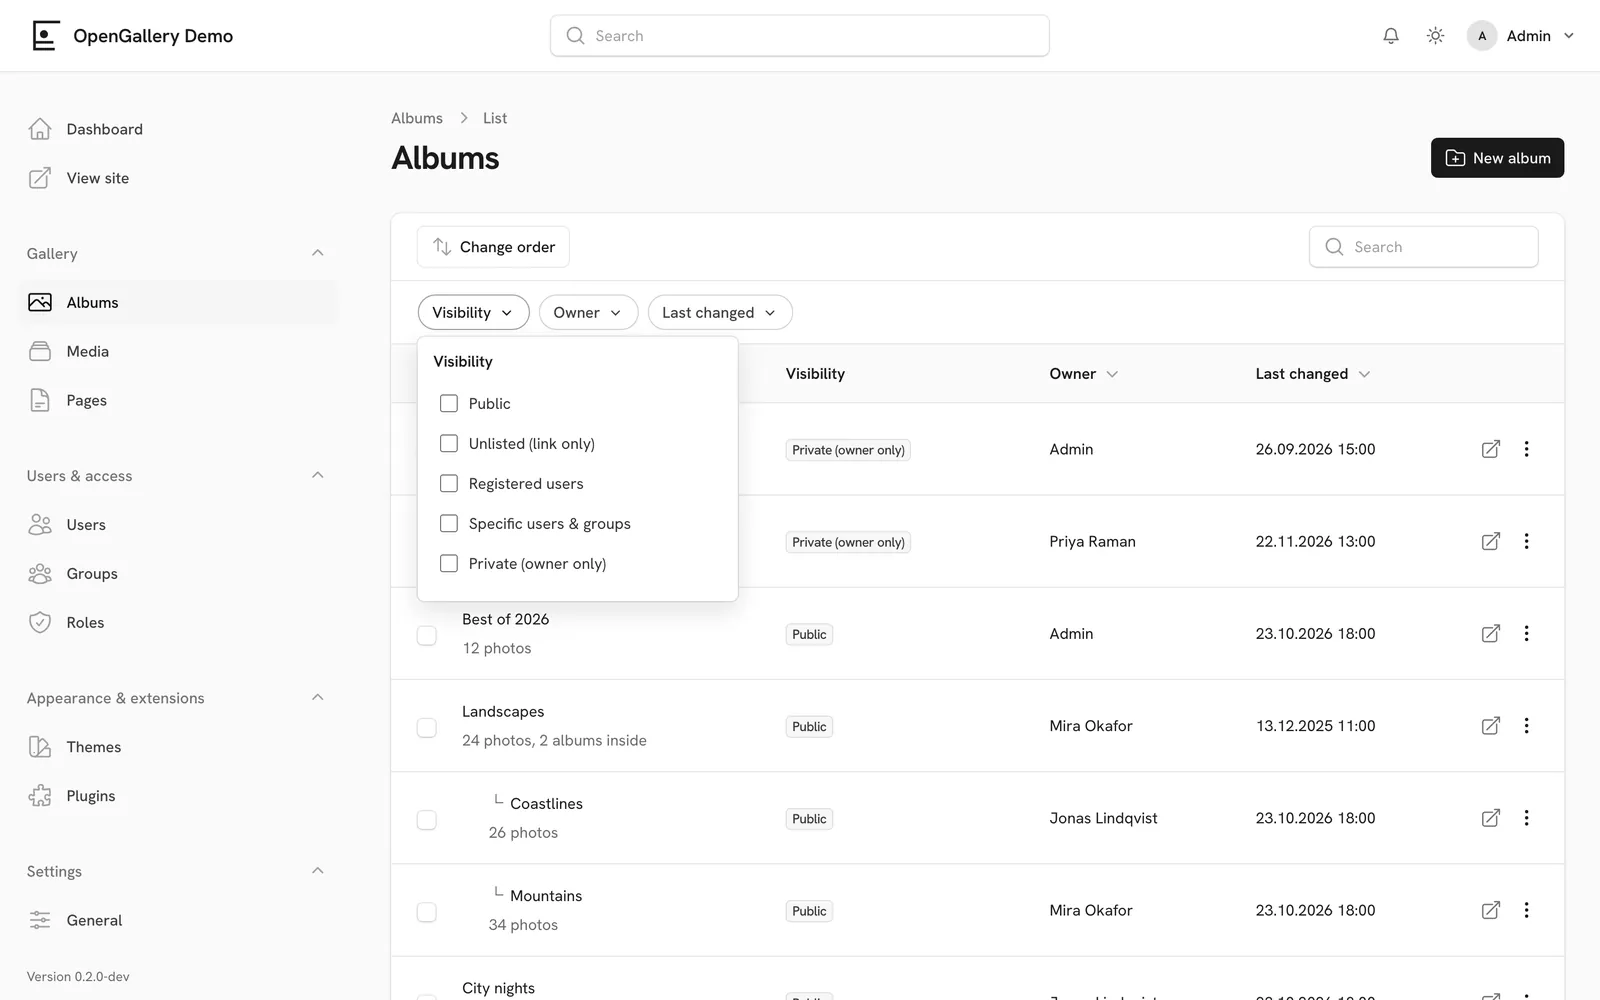 OpenGallery Demo
Search
A
Admin
Dashboard
View site
Gallery
Albums
Media
Pages
Users & access
Users
Groups
Roles
Appearance & extensions
Themes
Plugins
Settings
General
Version 0.2.0-dev
Albums > List
Albums
New album
Change order
Search
Visibility
Owner
Last changed
Visibility
Public
Unlisted (link only)
Registered users
Specific users & groups
Private (owner only)
Visibility Owner Last changed
Private (owner only) Admin 26.09.2026 15:00
Private (owner only) Priya Raman 22.11.2026 13:00
Best of 2026
12 photos
Public Admin 23.10.2026 18:00
Landscapes
24 photos, 2 albums inside
Public Mira Okafor 13.12.2025 11:00
Coastlines
26 photos
Public Jonas Lindqvist 23.10.2026 18:00
Mountains
34 photos
Public Mira Okafor 23.10.2026 18:00
City nights